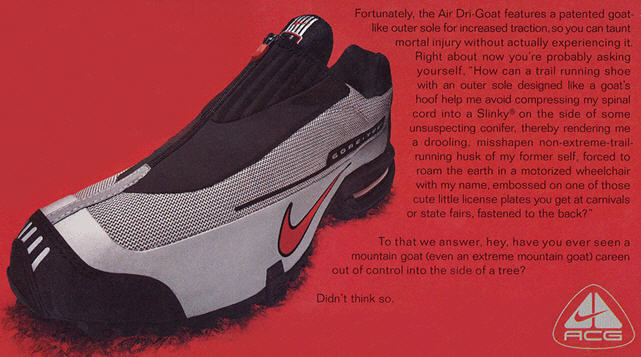 Fortunately, the Air Dri-Goat features a patented goat-
like outer sole for increased traction, so you can taunt
mortal injury without actually experiencing it.
Right about now you're probably asking
yourself, "How can a trail running shoe
with an outer sole designed like a goat's
hoof help me avoid compressing my spinal
cord into a Slinky® on the side of some
unsuspecting conifer, thereby rendering me
a drooling, misshapen non-extreme-trail-
running husk of my former self, forced to
roam the earth in a motorized wheelchair
with my name, embossed on one of those
cute little license plates you get at carnivals
or state fairs, fastened to the back?"
To that we answer, hey, have you ever seen a
mountain goat (even an extreme mountain goat) careen
out of control into the side of a tree?
Didn't think so.
ACG